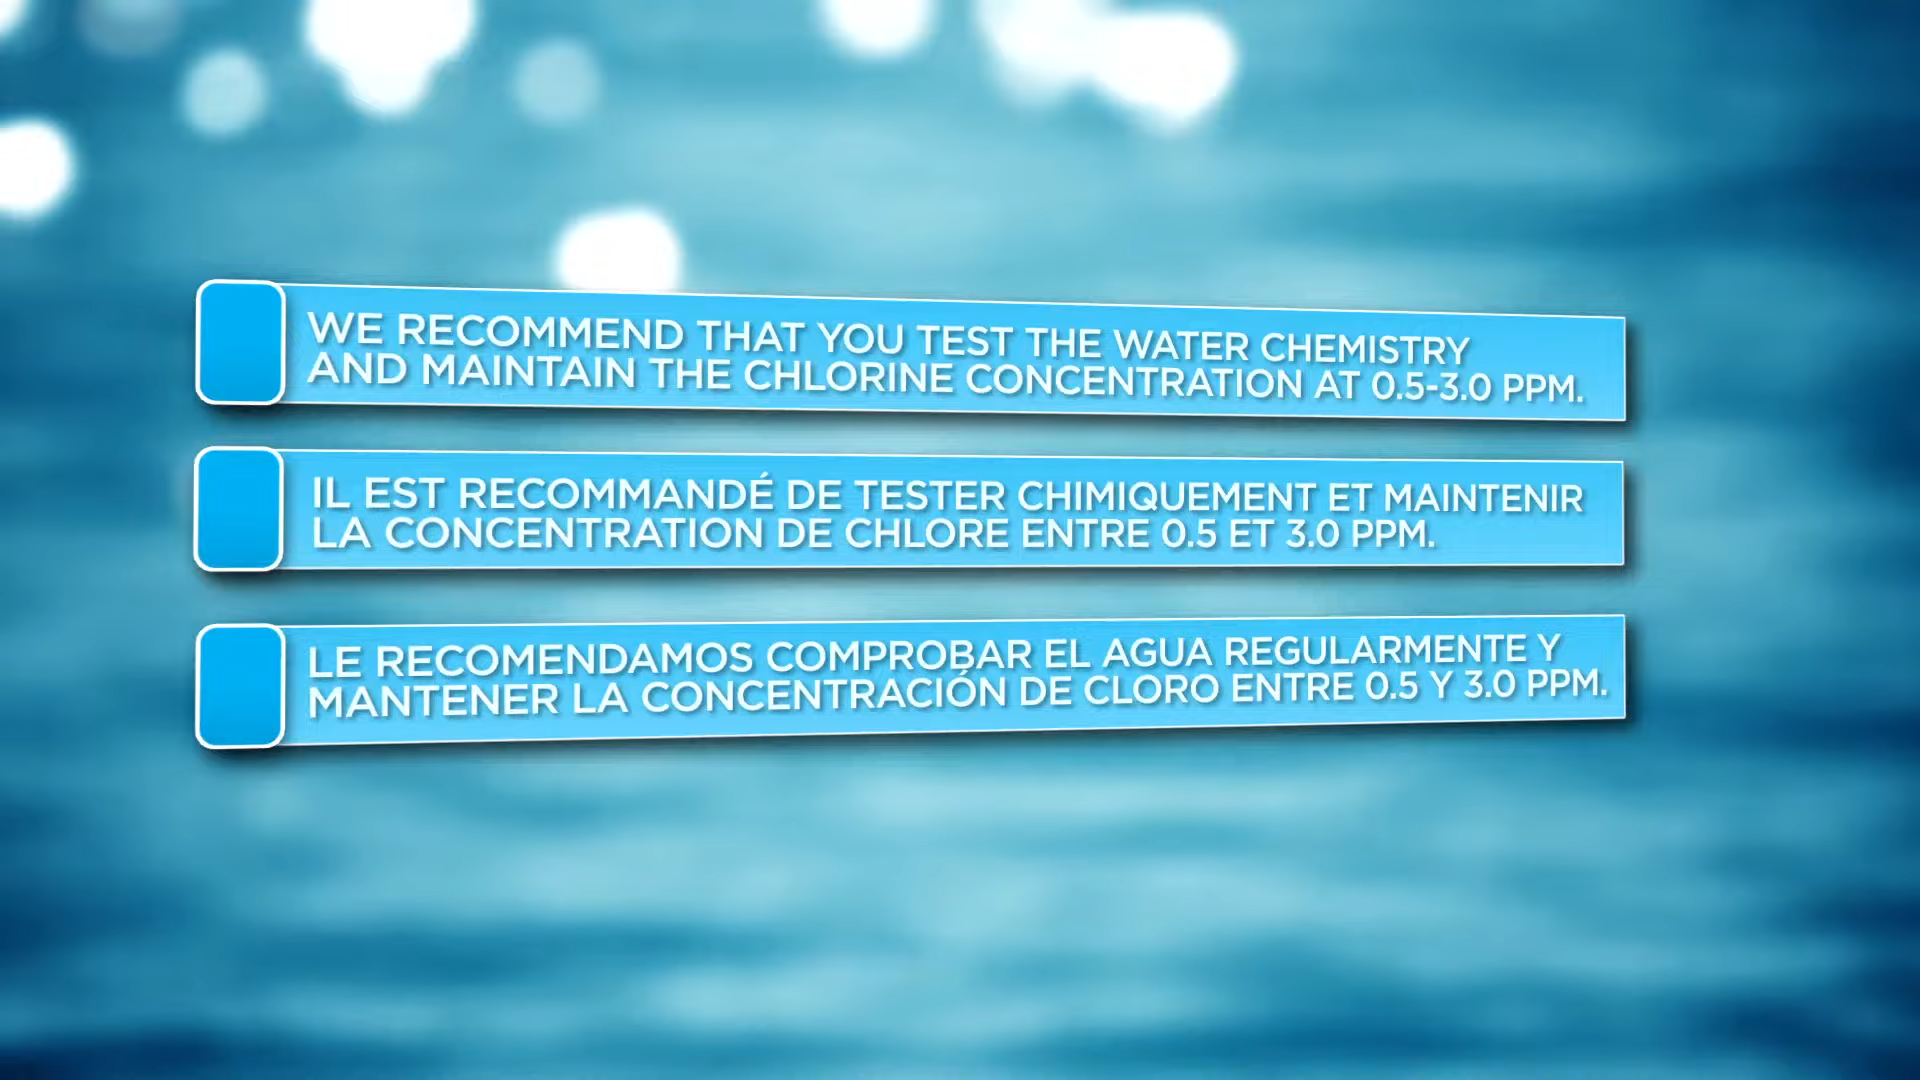 WE RECOMMEND THAT YOU TEST THE WATER CHEMISTRY
AND MAINTAIN THE CHLORINE CONCENTRATION AT 0.5-3.0 PPM.
IL EST RECOMMANDÉ DE TESTER CHIMIQUEMENT ET MAINTENIR
LA CONCENTRATION DE CHLORE ENTRE 0.5 ET 3.0 PPM.
LE RECOMENDAMOS COMPROBAR EL AGUA REGULARMENTE Y
MANTENER LA CONCENTRACIÓN DE CLORO ENTRE 0.5 Y 3.0 PPM.